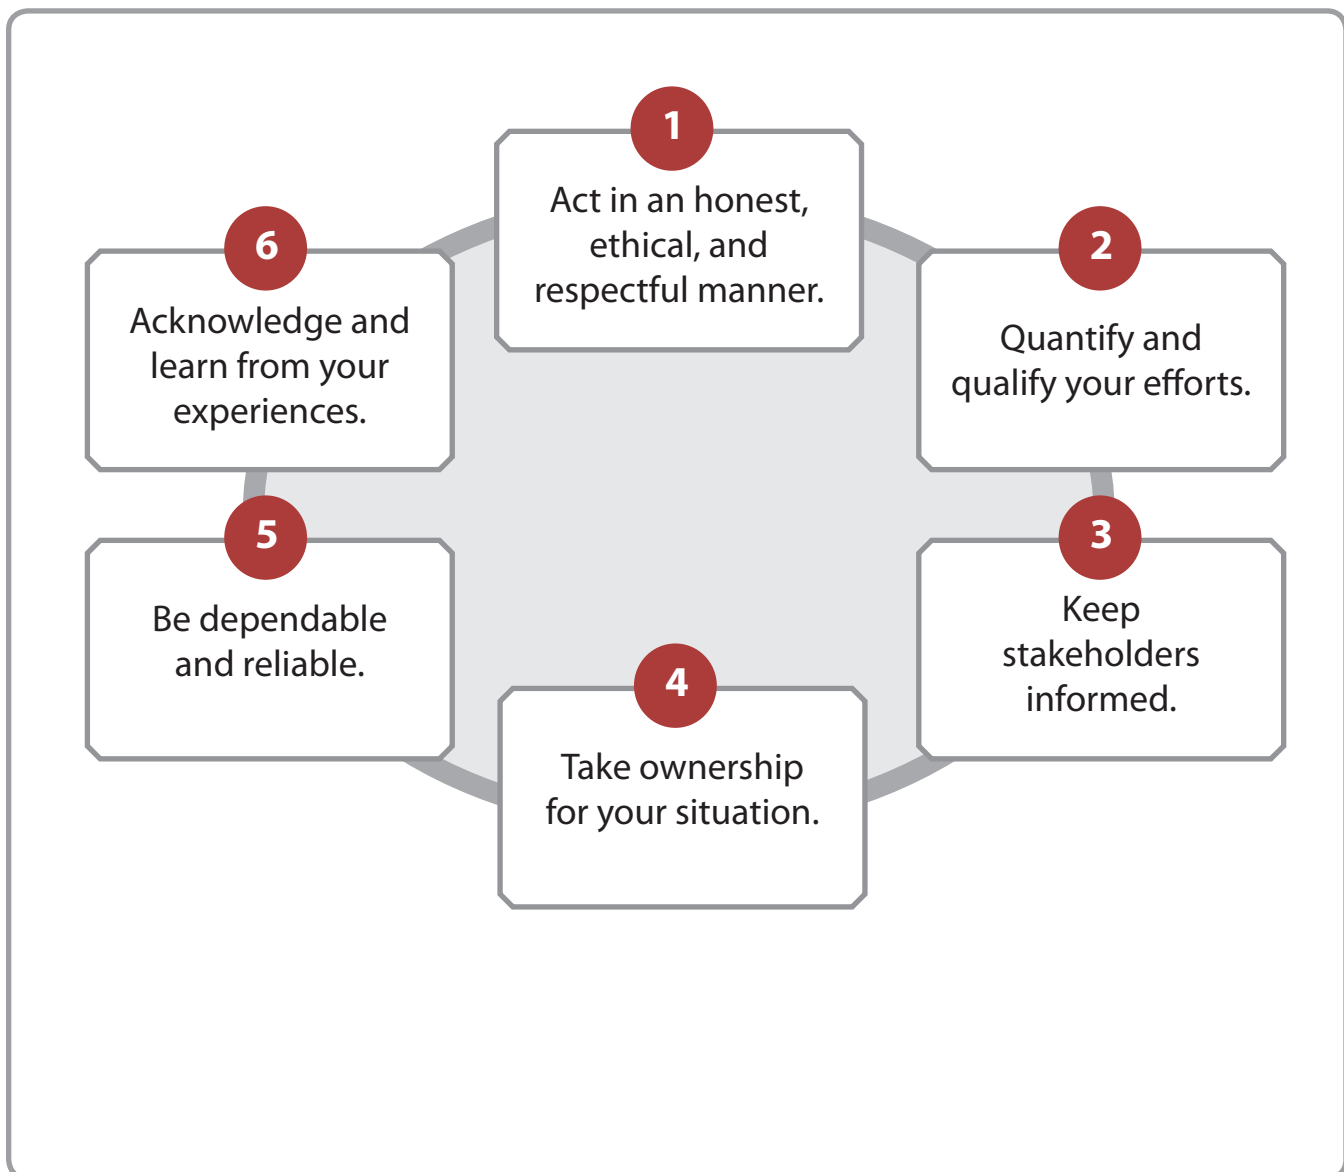 1
Act in an honest,
ethical, and
respectful manner.
2
Quantify and
qualify your efforts.
3
Keep
stakeholders
informed.
4
Take ownership
for your situation.
5
Be dependable
and reliable.
6
Acknowledge and
learn from your
experiences.